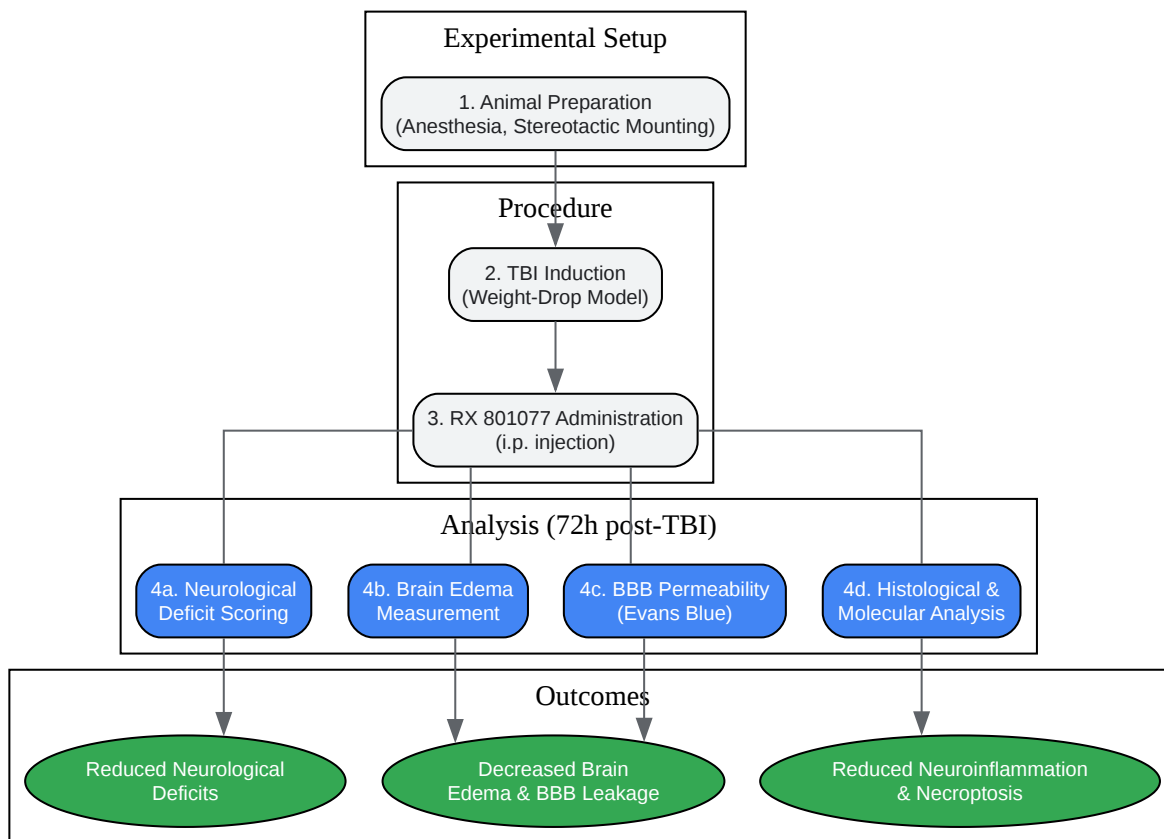 Experimental Setup
1. Animal Preparation
(Anesthesia, Stereotactic Mounting)
Procedure
2. TBI Induction
(Weight-Drop Model)
3. RX 801077 Administration
(i.p. injection)
Analysis (72h post-TBI)
4a. Neurological
Deficit Scoring
4b. Brain Edema
Measurement
4c. BBB Permeability
(Evans Blue)
4d. Histological &
Molecular Analysis
Outcomes
Reduced Neurological
Deficits
Decreased Brain
Edema & BBB Leakage
Reduced Neuroinflammation
& Necroptosis